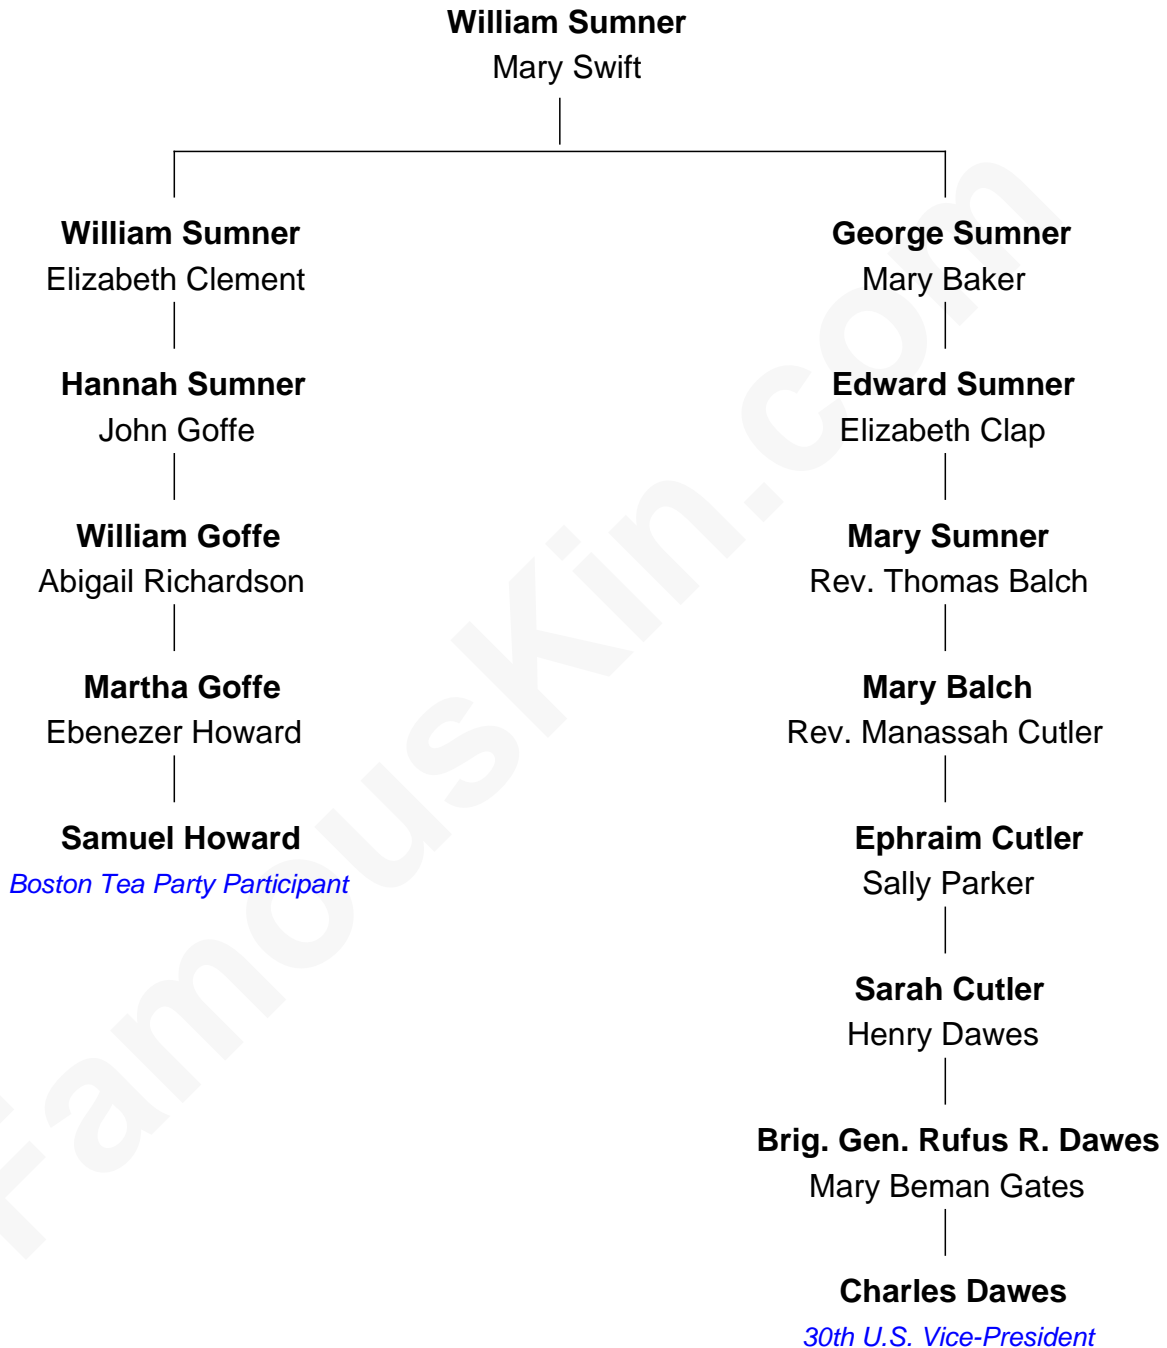 William Sumner
Mary Swift
William Sumner
Elizabeth Clement
Hannah Sumner
John Goffe
William Goffe
Abigail Richardson
Martha Goffe
Ebenezer Howard
Samuel Howard
Boston Tea Party Participant
George Sumner
Mary Baker
Edward Sumner
Elizabeth Clap
Mary Sumner
Rev. Thomas Balch
Mary Balch
Rev. Manassah Cutler
Ephraim Cutler
Sally Parker
Sarah Cutler
Henry Dawes
Brig. Gen. Rufus R. Dawes
Mary Beman Gates
Charles Dawes
30th U.S. Vice-President
FamousKin.com